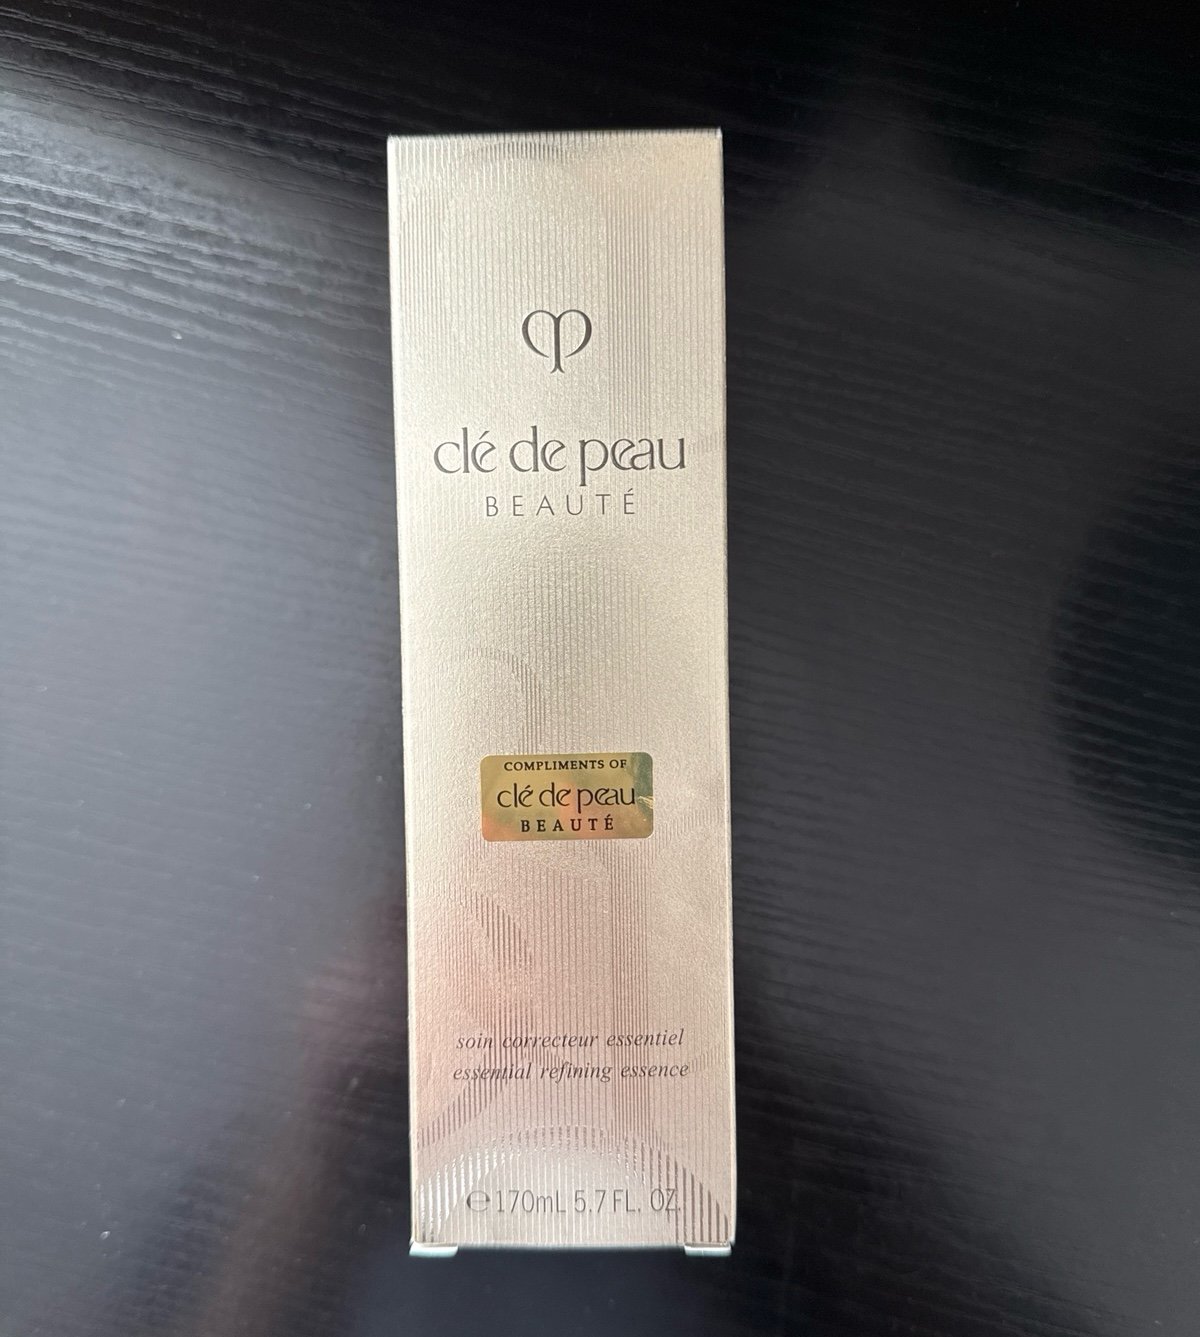 clé de peau
BEAUTÉ
COMPLIMENTS OF
clé de peau
BEAUTÉ
soin correcteur essentiel
essential refining essence
℮170mL 5.7 FL. OZ.